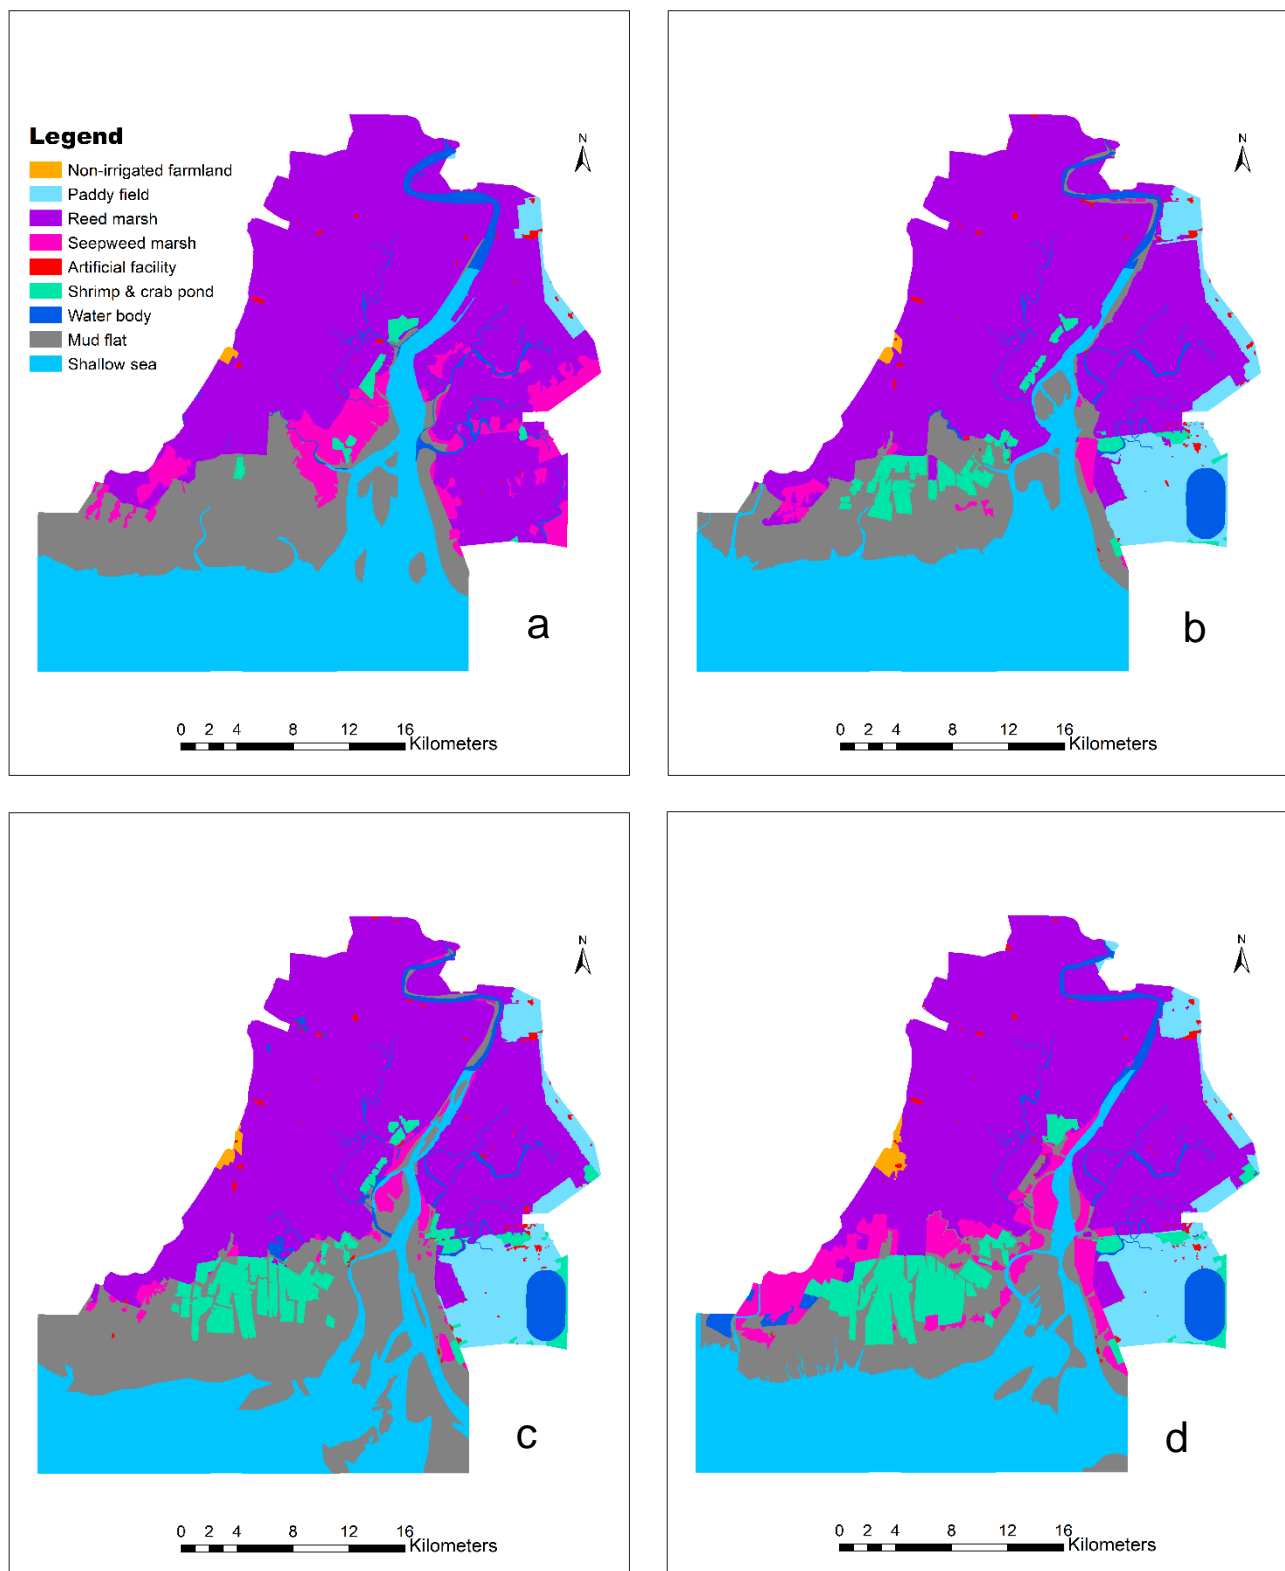 N
Legend
Non-irrigated farmland
Paddy field
Reed marsh
Seepweed marsh
Artificial facility
Shrimp & crab pond
Water body
Mud flat
Shallow sea
a
0 2 4 8 12 16
Kilometers
N
b
0 2 4 8 12 16
Kilometers
N
c
0 2 4 8 12 16
Kilometers
N
d
0 2 4 8 12 16
Kilometers